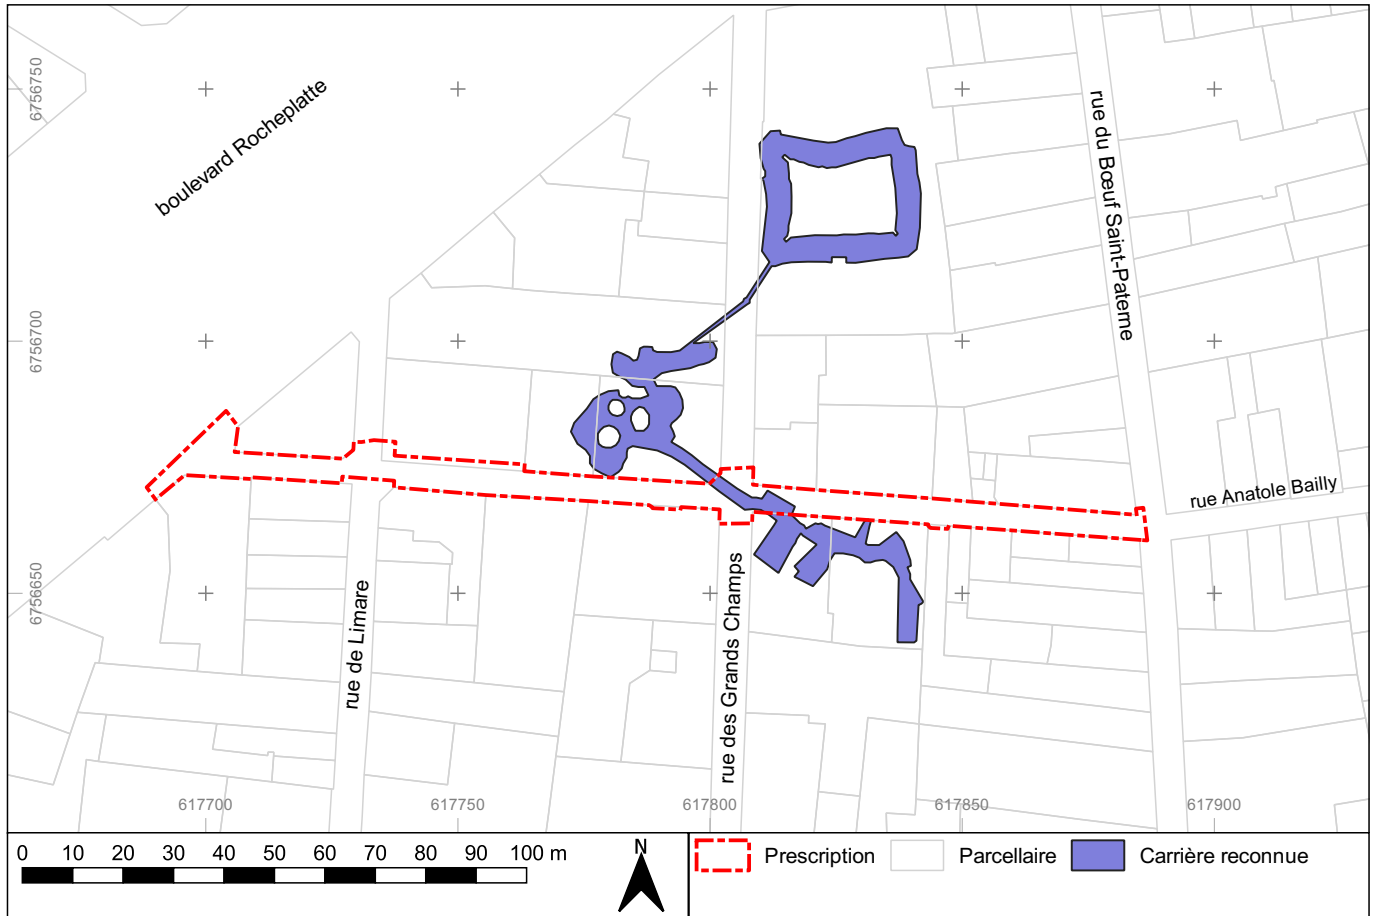 6756750
boulevard Rocheplatte
rue du Bœuf Saint-Paterne
6756700
rue Anatole Bailly
6756650
rue de Limare
rue des Grands Champs
617700
617750
617800
617850
617900
0 10 20 30 40 50 60 70 80 90 100 m
N
Prescription
Parcellaire
Carrière reconnue